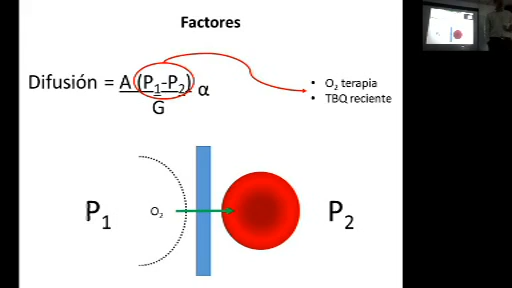 Factores
Difusión = A (P1-P2) α
G
• O2 terapia
• TBQ reciente
P1
O2
P2